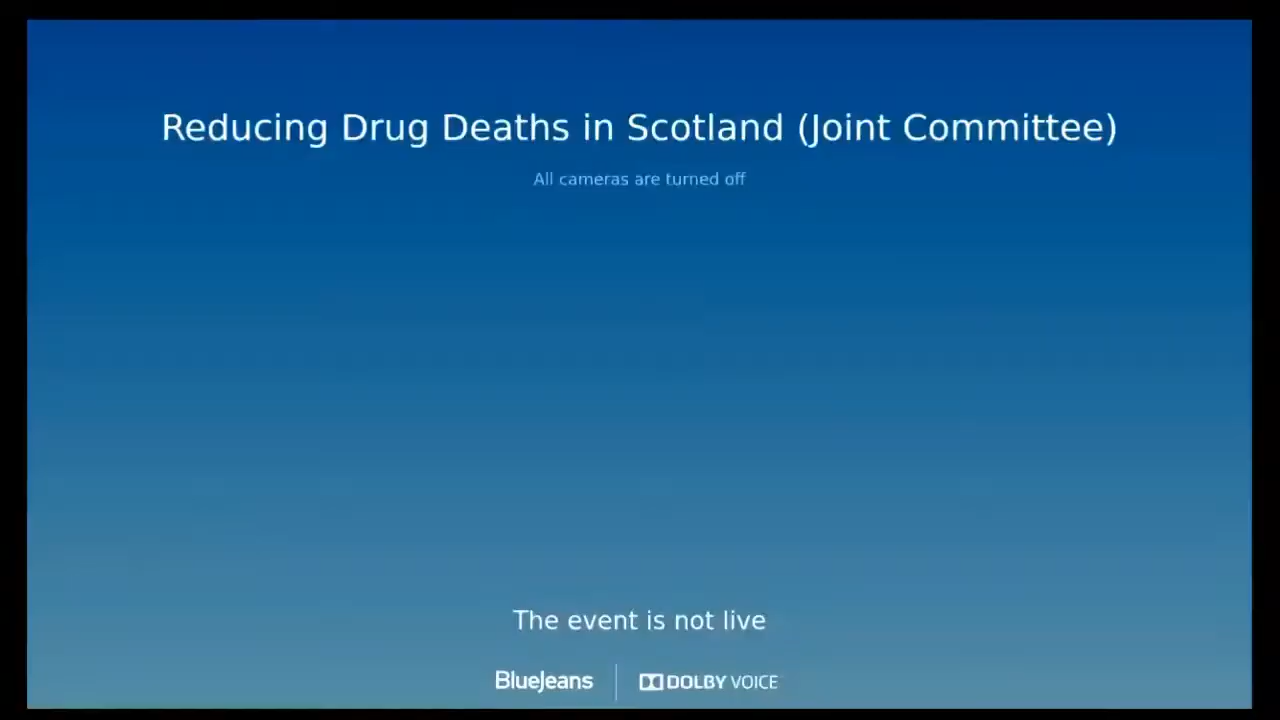 Reducing Drug Deaths in Scotland (Joint Committee)
All cameras are turned off
The event is not live
BlueJeans
DOLBY VOICE